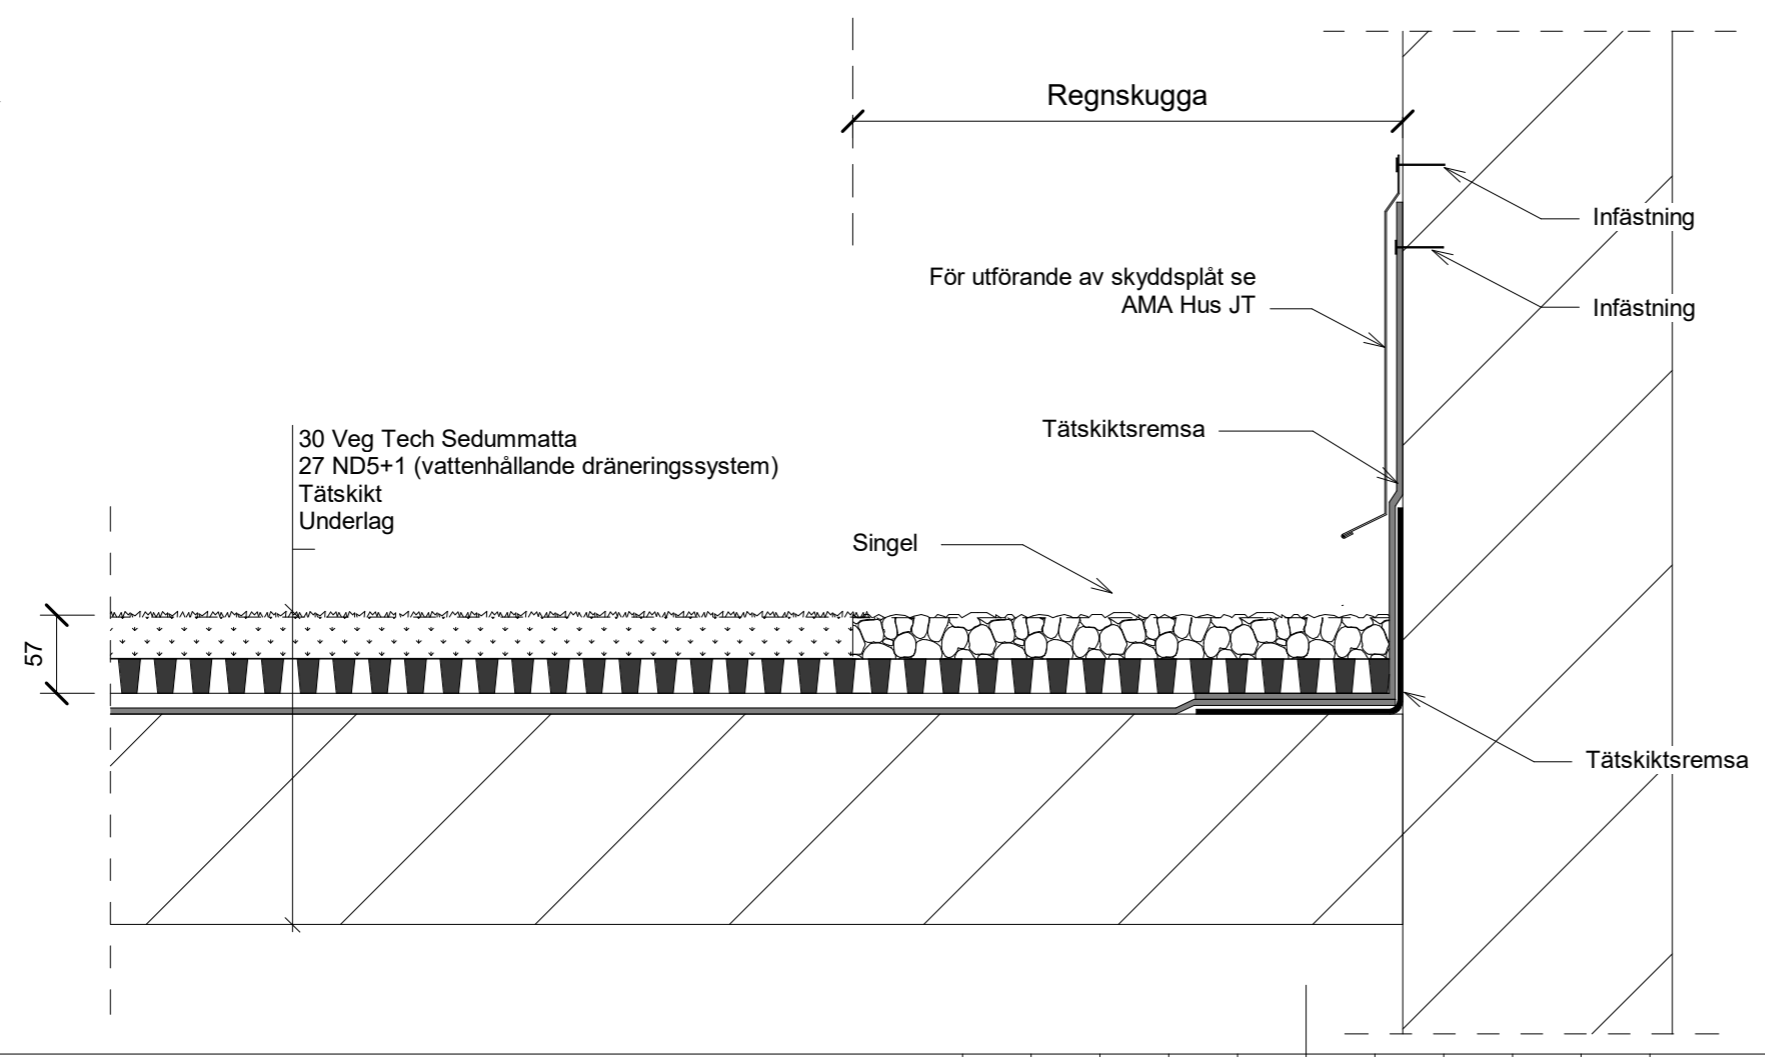 Regnskugga
Infästning
För utförande av skyddsplåt se
AMA Hus JT
Infästning
Tätskiktsremsa
30 Veg Tech Sedummatta
27 ND5+1 (vattenhållande dräneringssystem)
Tätskikt
Underlag
Singel
57
Tätskiktsremsa